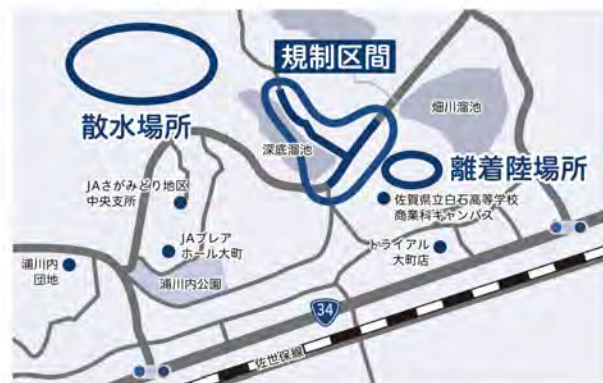 規制区間
散水場所
畑川溜池
深底溜池
離着陸場所
JAさがみどり地区
中央支所
佐賀県立白石高等学校
商業科キャンパス
JAプレア
ホール大町
トライアル
大町店
浦川内
団地
浦川内公園
34
佐世保線